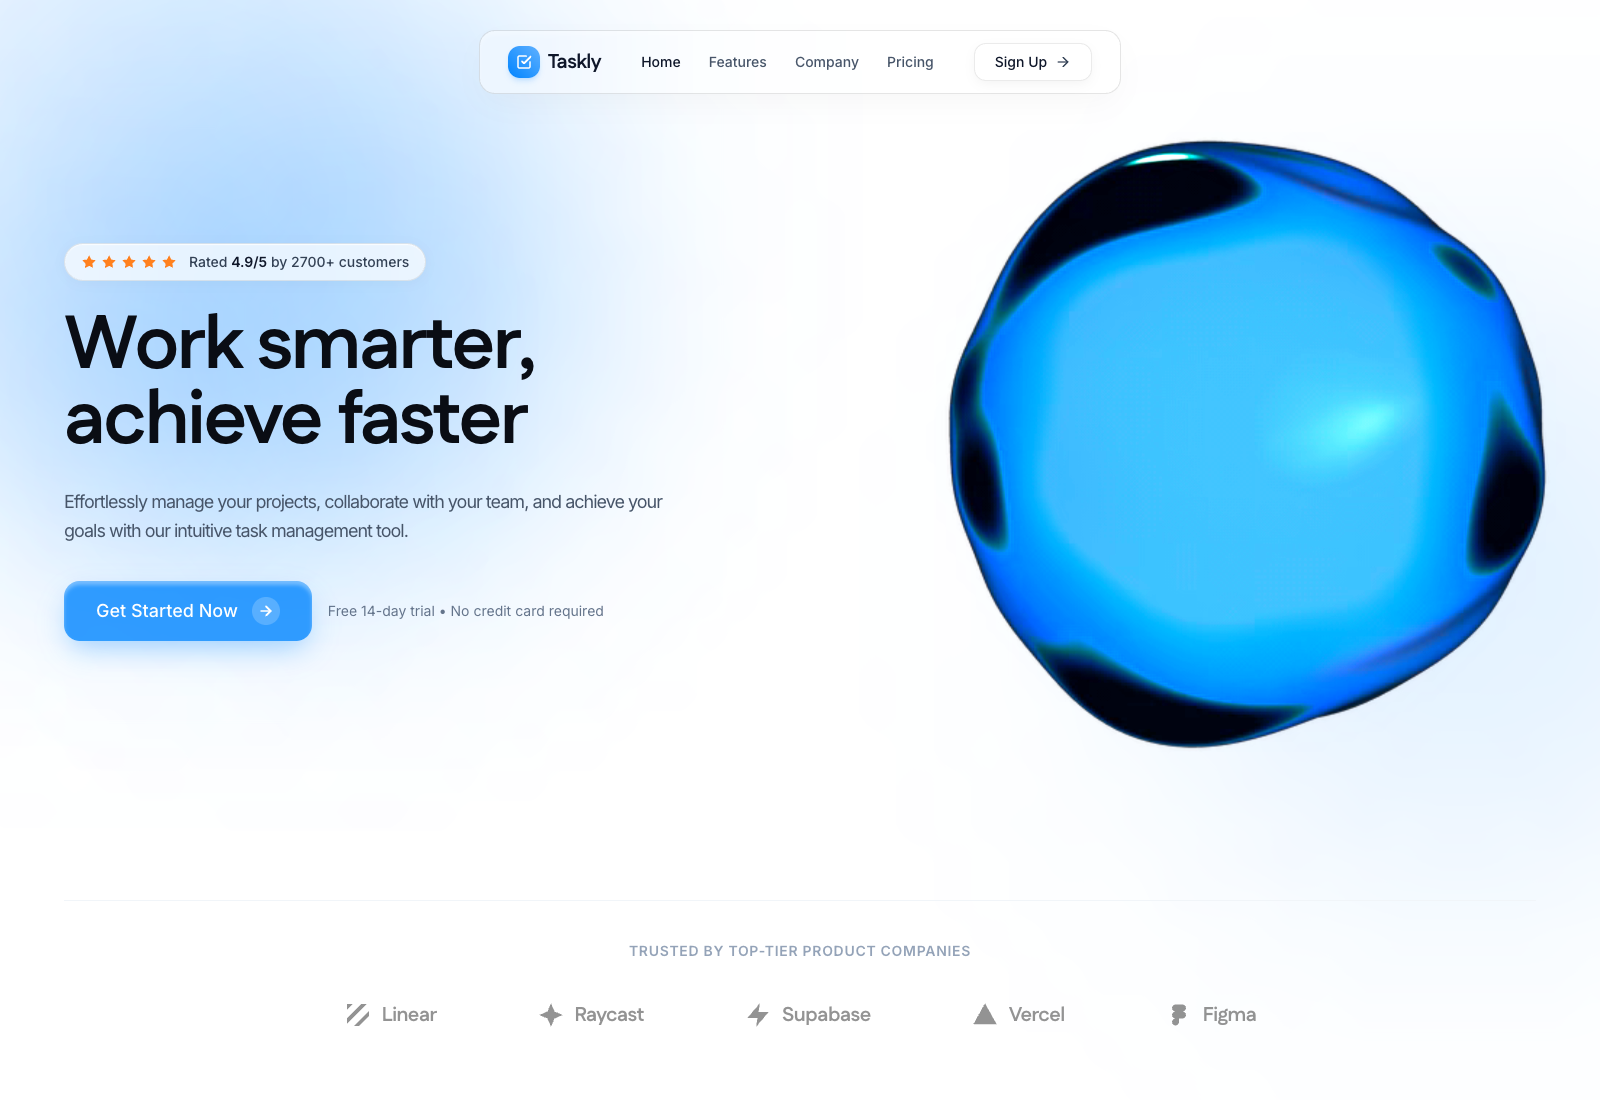 Taskly
Home Features Company Pricing Sign Up
Rated 4.9/5 by 2700+ customers
Work smarter,
achieve faster
Effortlessly manage your projects, collaborate with your team, and achieve your
goals with our intuitive task management tool.
Get Started Now
Free 14-day trial • No credit card required
TRUSTED BY TOP-TIER PRODUCT COMPANIES
Linear Raycast Supabase Vercel Figma